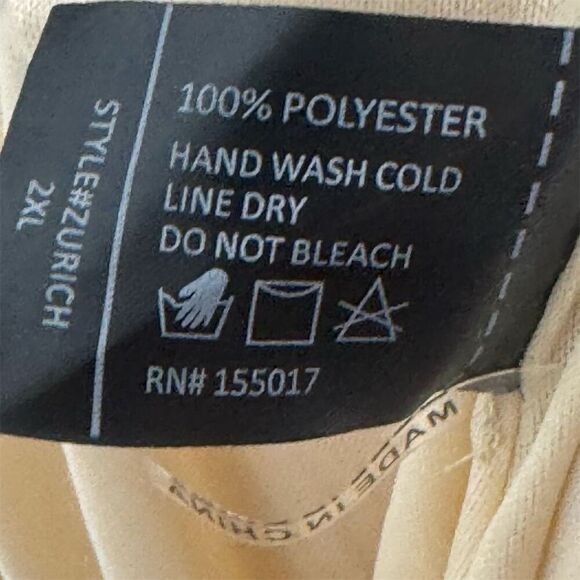 100% POLYESTER
HAND WASH COLD
LINE DRY
DO NOT BLEACH
RN# 155017
STYLE#ZURICH
2XL
MADE IN CHINA